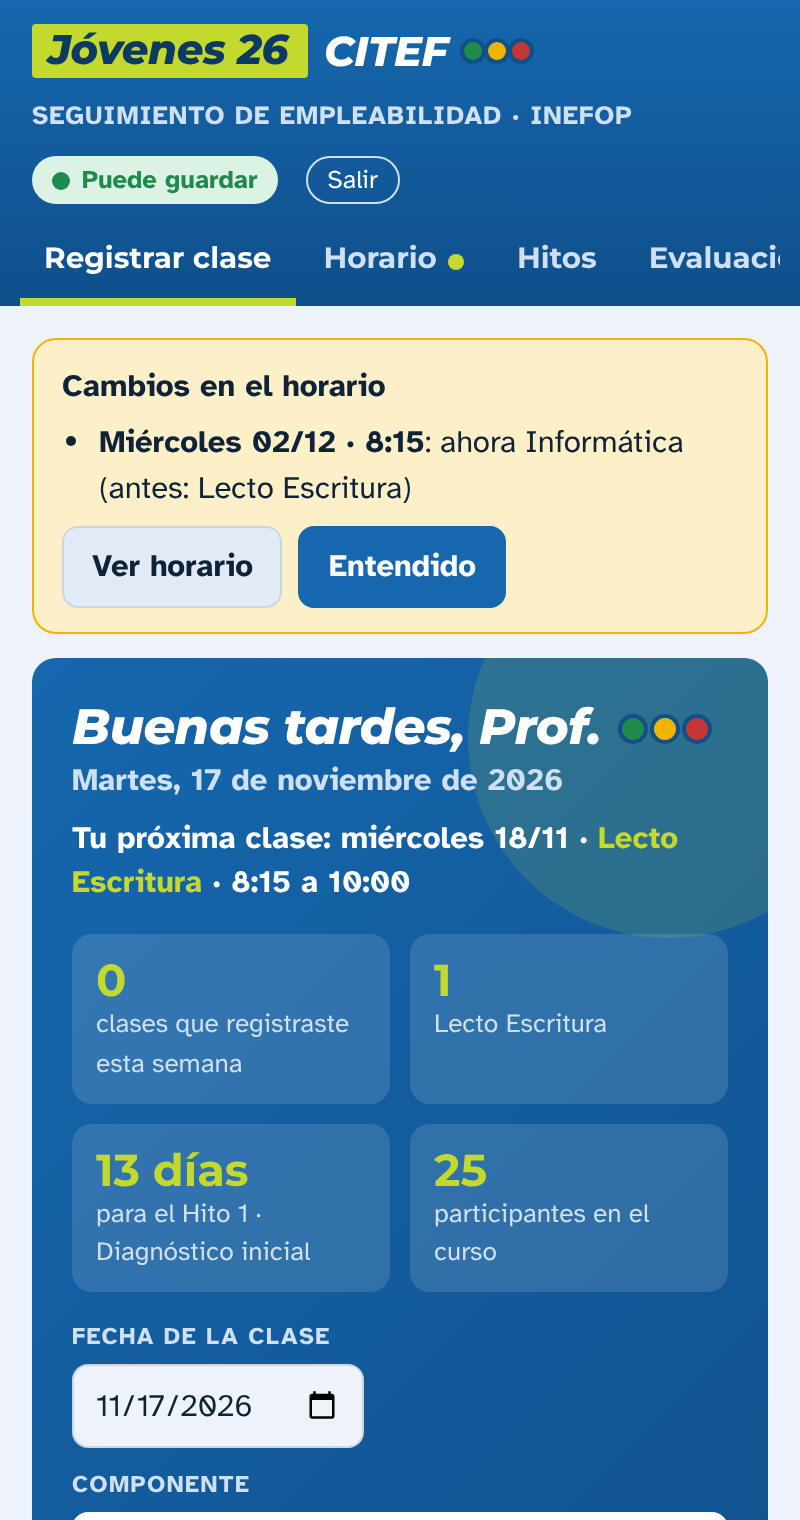 Jóvenes 26 CITEF
SEGUIMIENTO DE EMPLEABILIDAD · INEFOP
Puede guardar Salir
Registrar clase Horario Hitos Evaluaci
Cambios en el horario
• Miércoles 02/12 · 8:15: ahora Informática
(antes: Lecto Escritura)
Ver horario Entendido
Buenas tardes, Prof.
Martes, 17 de noviembre de 2026
Tu próxima clase: miércoles 18/11 · Lecto
Escritura · 8:15 a 10:00
0
clases que registraste
esta semana
1
Lecto Escritura
13 días
para el Hito 1 ·
Diagnóstico inicial
25
participantes en el
curso
FECHA DE LA CLASE
11/17/2026
COMPONENTE